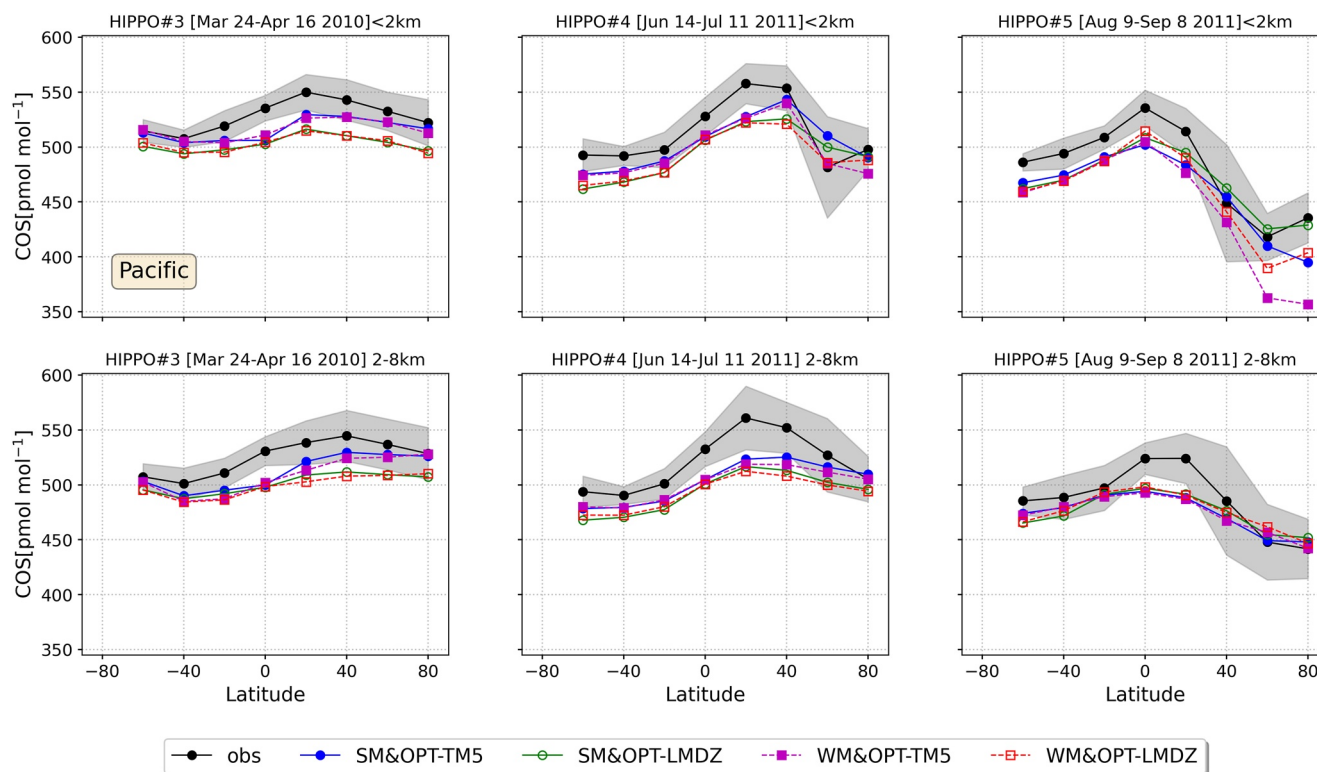 HIPPO#3 [Mar 24-Apr 16 2010]<2km
HIPPO#4 [Jun 14-Jul 11 2011]<2km
HIPPO#5 [Aug 9-Sep 8 2011]<2km
600
550
500
450
400
350
COS[pmol mol⁻¹]
Pacific
HIPPO#3 [Mar 24-Apr 16 2010] 2-8km
HIPPO#4 [Jun 14-Jul 11 2011] 2-8km
HIPPO#5 [Aug 9-Sep 8 2011] 2-8km
600
550
500
450
400
350
COS[pmol mol⁻¹]
−80 −40 0 40 80
−80 −40 0 40 80
−80 −40 0 40 80
Latitude
Latitude
Latitude
obs SM&OPT-TM5 SM&OPT-LMDZ WM&OPT-TM5 WM&OPT-LMDZ